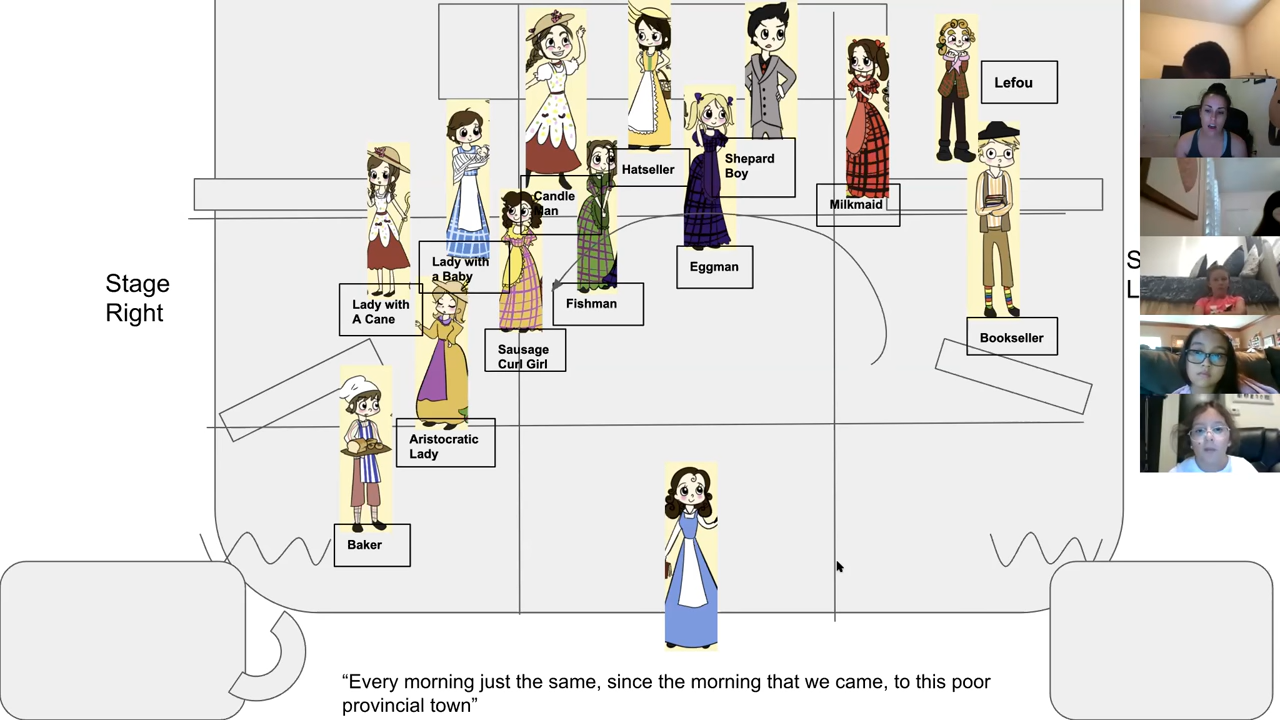 Lefou
Hatseller
Shepard
Boy
Candle
Man
Milkmaid
Lady with
a Baby
Eggman
Stage
Right
S
L
Lady with
A Cane
Fishman
Bookseller
Sausage
Curl Girl
Aristocratic
Lady
Baker
“Every morning just the same, since the morning that we came, to this poor
provincial town”